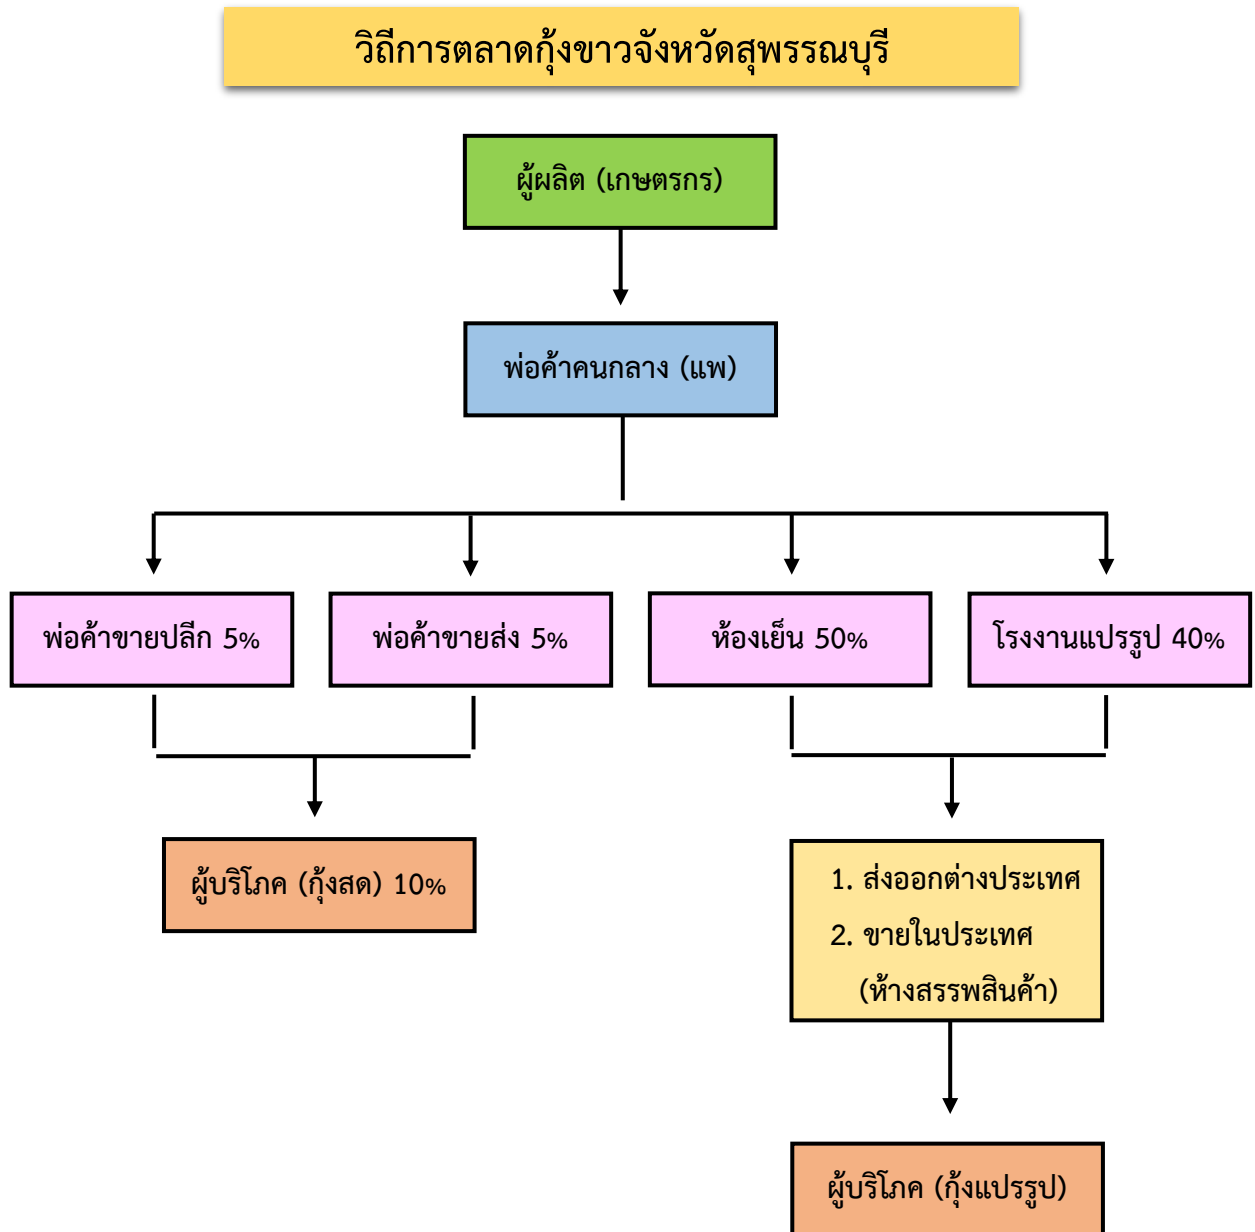 วิถีการตลาดกุ้งขาวจังหวัดสุพรรณบุรี
ผู้ผลิต (เกษตรกร)
พ่อค้าคนกลาง (แพ)
พ่อค้าขายปลีก 5%
พ่อค้าขายส่ง 5%
ห้องเย็น 50%
โรงงานแปรรูป 40%
ผู้บริโภค (กุ้งสด) 10%
1. ส่งออกต่างประเทศ
2. ขายในประเทศ
(ห้างสรรพสินค้า)
ผู้บริโภค (กุ้งแปรรูป)